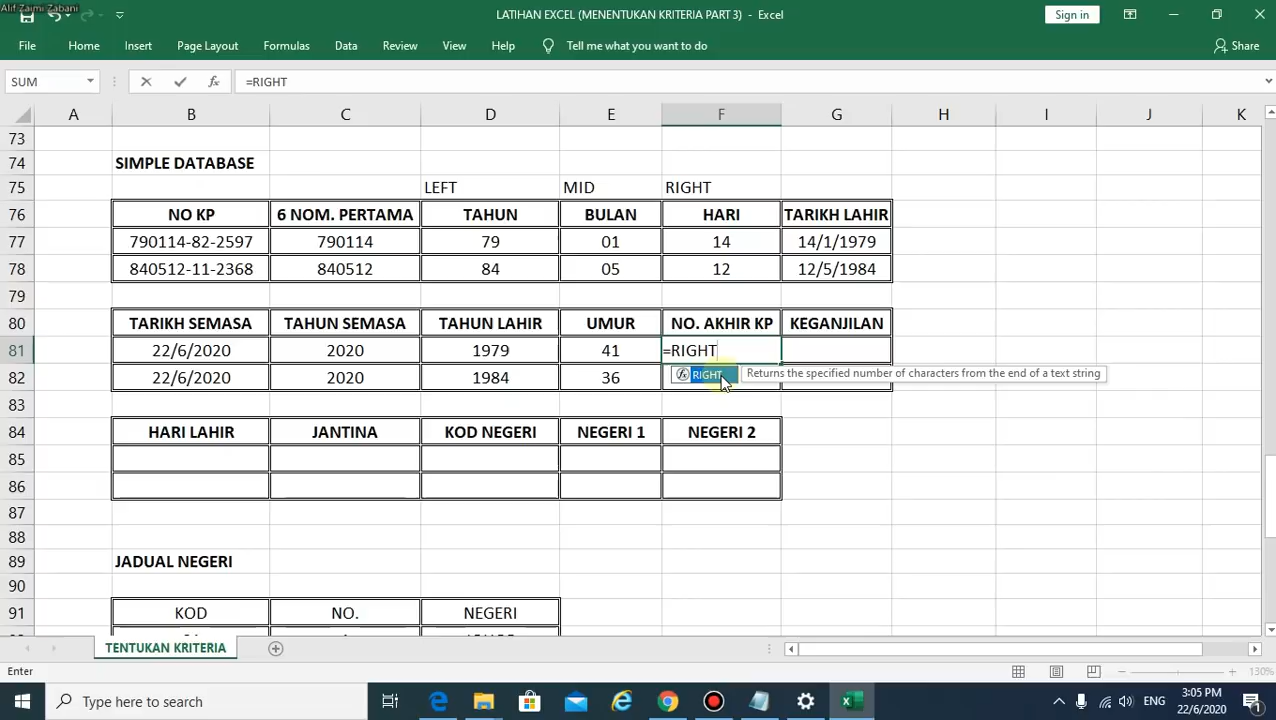 Alif Zaimi Zabani
LATIHAN EXCEL (MENENTUKAN KRITERIA PART 3) - Excel
Sign in
File Home Insert Page Layout Formulas Data Review View Help Tell me what you want to do Share
SUM fx =RIGHT
A B C D E F G H I J K
73
74 SIMPLE DATABASE
75 LEFT MID RIGHT
76 NO KP 6 NOM. PERTAMA TAHUN BULAN HARI TARIKH LAHIR
77 790114-82-2597 790114 79 01 14 14/1/1979
78 840512-11-2368 840512 84 05 12 12/5/1984
79
80 TARIKH SEMASA TAHUN SEMASA TAHUN LAHIR UMUR NO. AKHIR KP KEGANJILAN
81 22/6/2020 2020 1979 41 =RIGHT
fx RIGHT Returns the specified number of characters from the end of a text string
82 22/6/2020 2020 1984 36
83
84 HARI LAHIR JANTINA KOD NEGERI NEGERI 1 NEGERI 2
85
86
87
88
89 JADUAL NEGERI
90
91 KOD NO. NEGERI
TENTUKAN KRITERIA
Enter 130%
Type here to search ENG 3:05 PM
22/6/2020 1